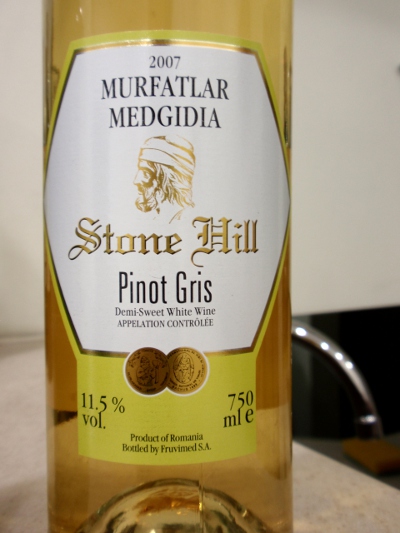 2007
MURFATLAR
MEDGIDIA
Stone Hill
Pinot Gris
Demi-Sweet White Wine
APPELATION CONTRÔLÉE
11.5 %
vol.
750
ml e
Product of Romania
Bottled by Fruvimed S.A.